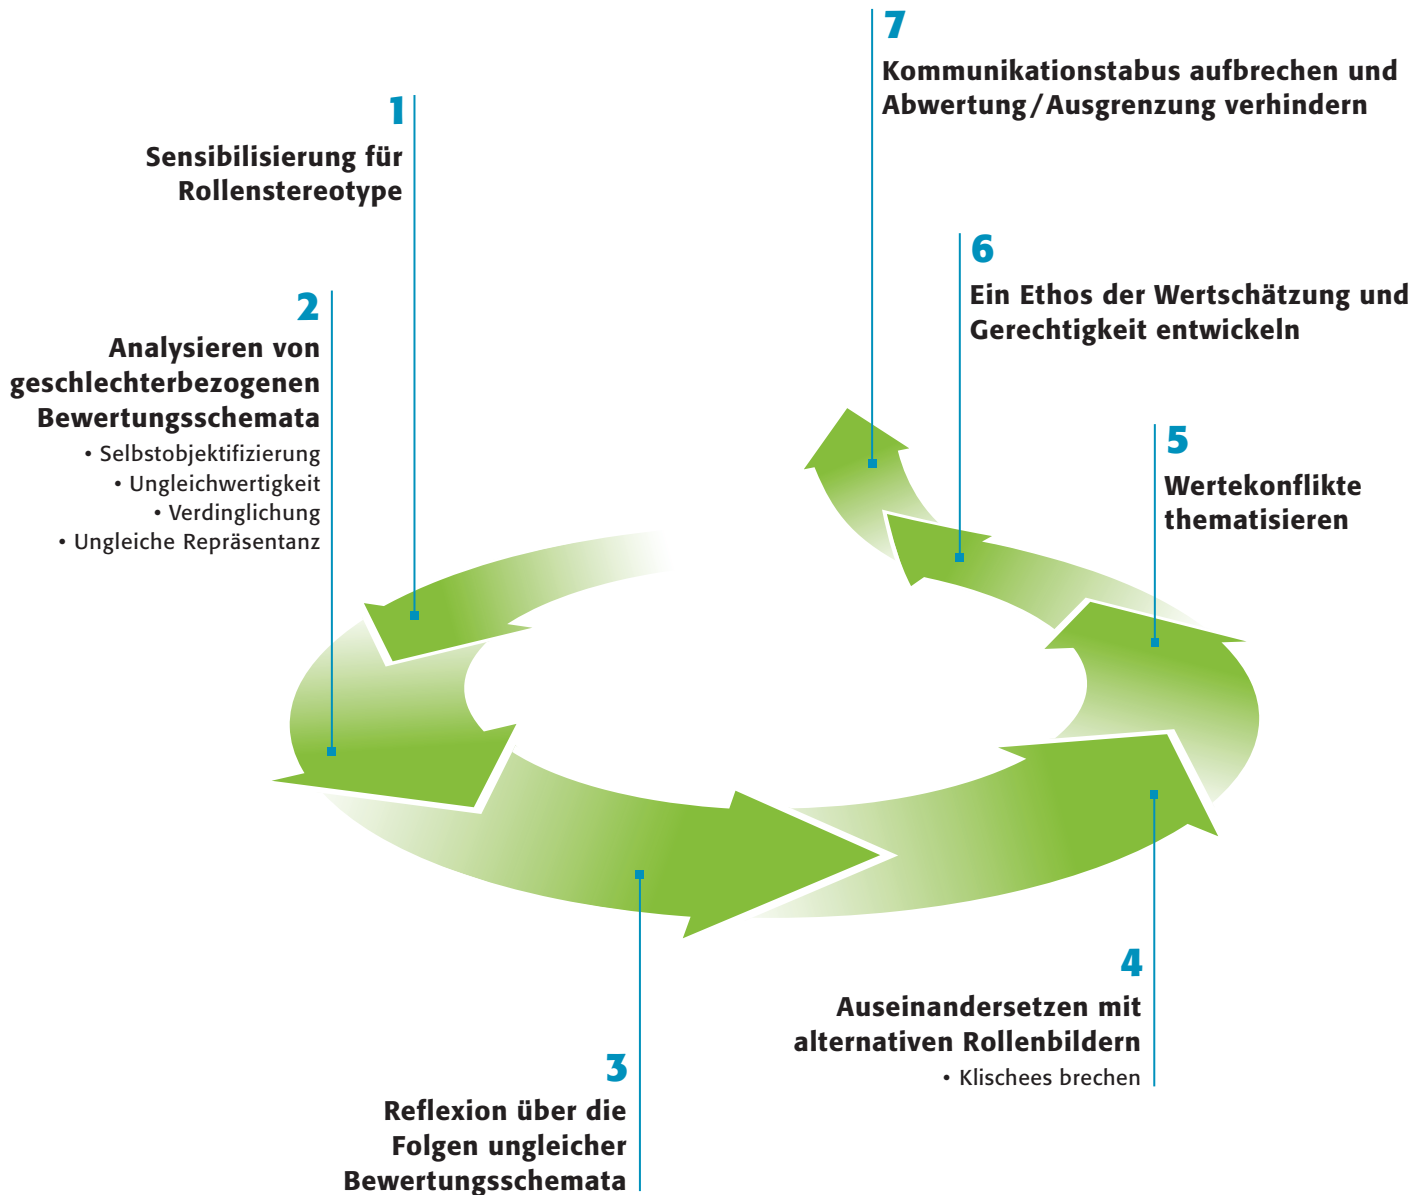 1
Sensibilisierung für
Rollenstereotype
2
Analysieren von
geschlechterbezogenen
Bewertungsschemata
• Selbstobjektifizierung
• Ungleichwertigkeit
• Verdinglichung
• Ungleiche Repräsentanz
3
Reflexion über die
Folgen ungleicher
Bewertungsschemata
4
Auseinandersetzen mit
alternativen Rollenbildern
• Klischees brechen
5
Wertekonflikte
thematisieren
6
Ein Ethos der Wertschätzung und
Gerechtigkeit entwickeln
7
Kommunikationstabus aufbrechen und
Abwertung/Ausgrenzung verhindern